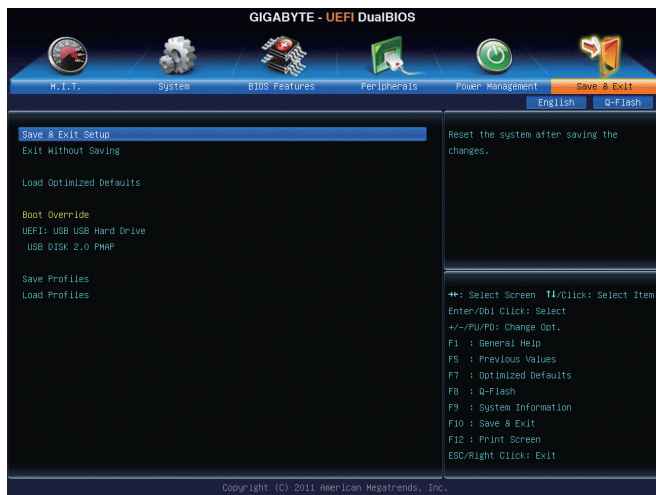 GIGABYTE - UEFI DualBIOS
M.I.T.
System
BIOS Features
Peripherals
Power Management
Save & Exit
English
Q-Flash
Save & Exit Setup
Exit Without Saving
Load Optimized Defaults
Boot Override
UEFI: USB USB Hard Drive
USB DISK 2.0 PMAP
Save Profiles
Load Profiles
Reset the system after saving the
changes.
→←: Select Screen ↑↓/Click: Select Item
Enter/Dbl Click: Select
+/-/PU/PD: Change Opt.
F1 : General Help
F5 : Previous Values
F7 : Optimized Defaults
F8 : Q-Flash
F9 : System Information
F10 : Save & Exit
F12 : Print Screen
ESC/Right Click: Exit
Copyright (C) 2011 American Megatrends, Inc.